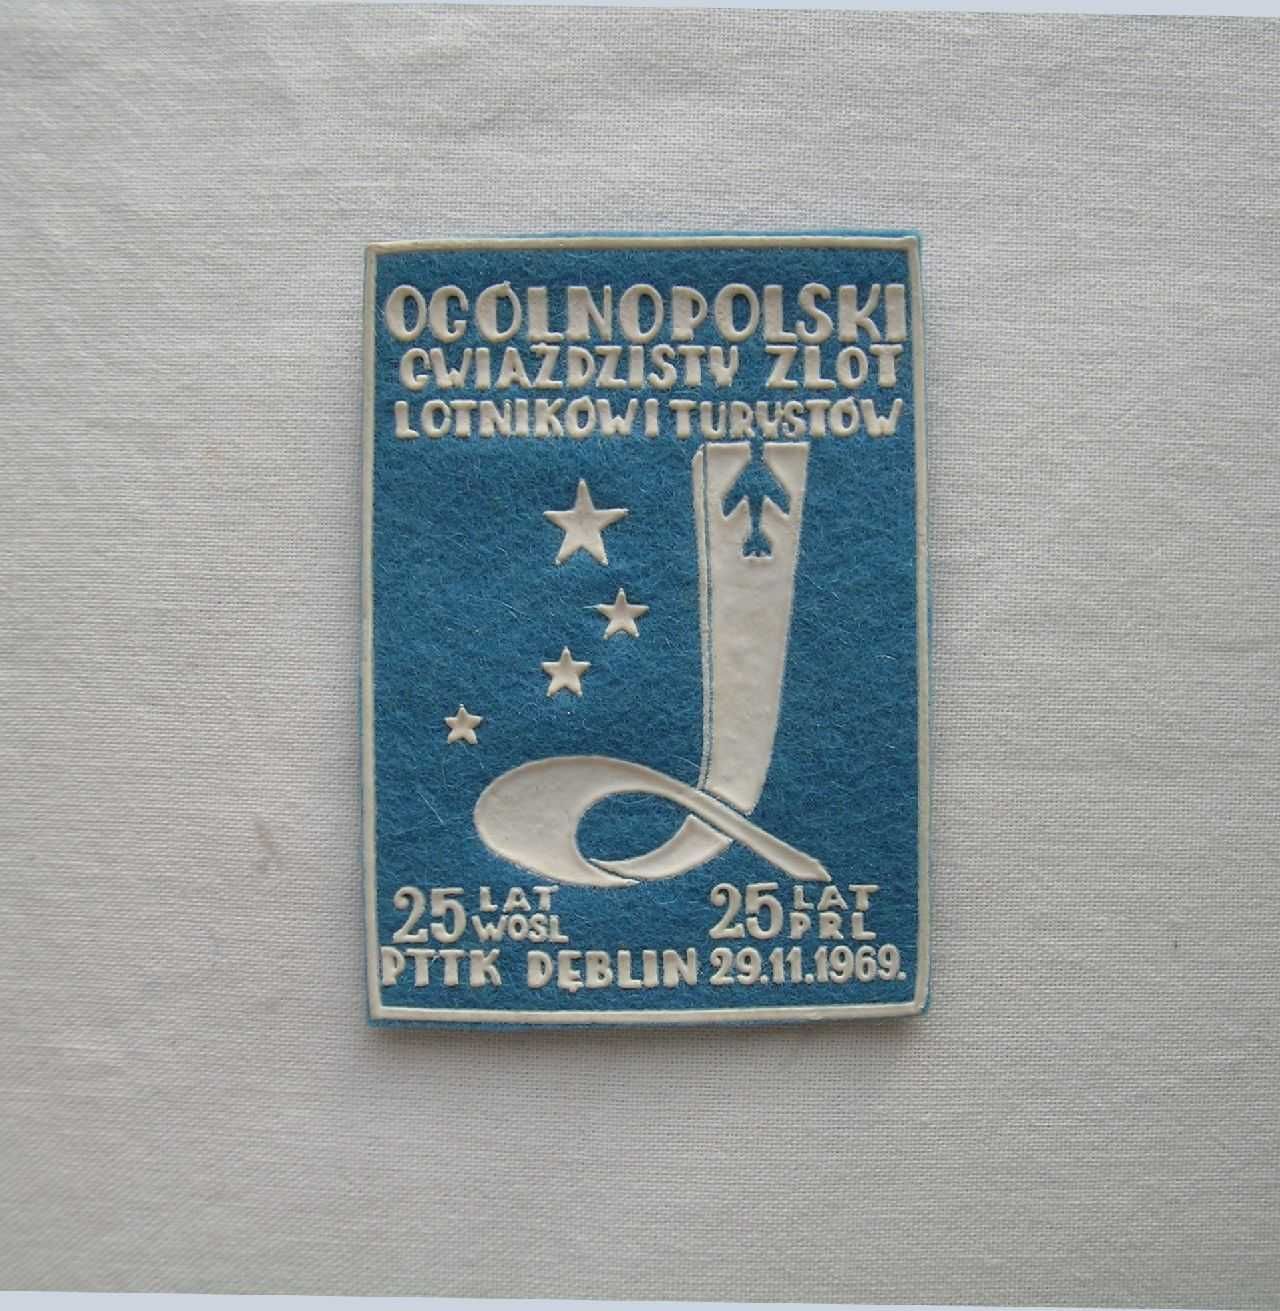 OGÓLNOPOLSKI
GWIAŹDZISTY ZLOT
LOTNIKÓW I TURYSTÓW
25 LAT WOSL
25 LAT PRL
PTTK DĘBLIN 29.11.1969.